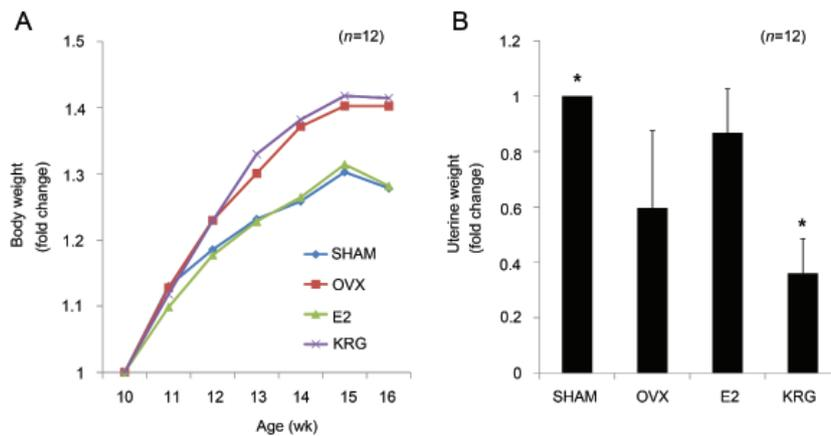 A
(n=12)
Body weight
(fold change)
1.5
1.4
1.3
1.2
1.1
1
SHAM
OVX
E2
KRG
10 11 12 13 14 15 16
Age (wk)
B
(n=12)
Uterine weight
(fold change)
1.2
1
0.8
0.6
0.4
0.2
0
*
*
SHAM OVX E2 KRG